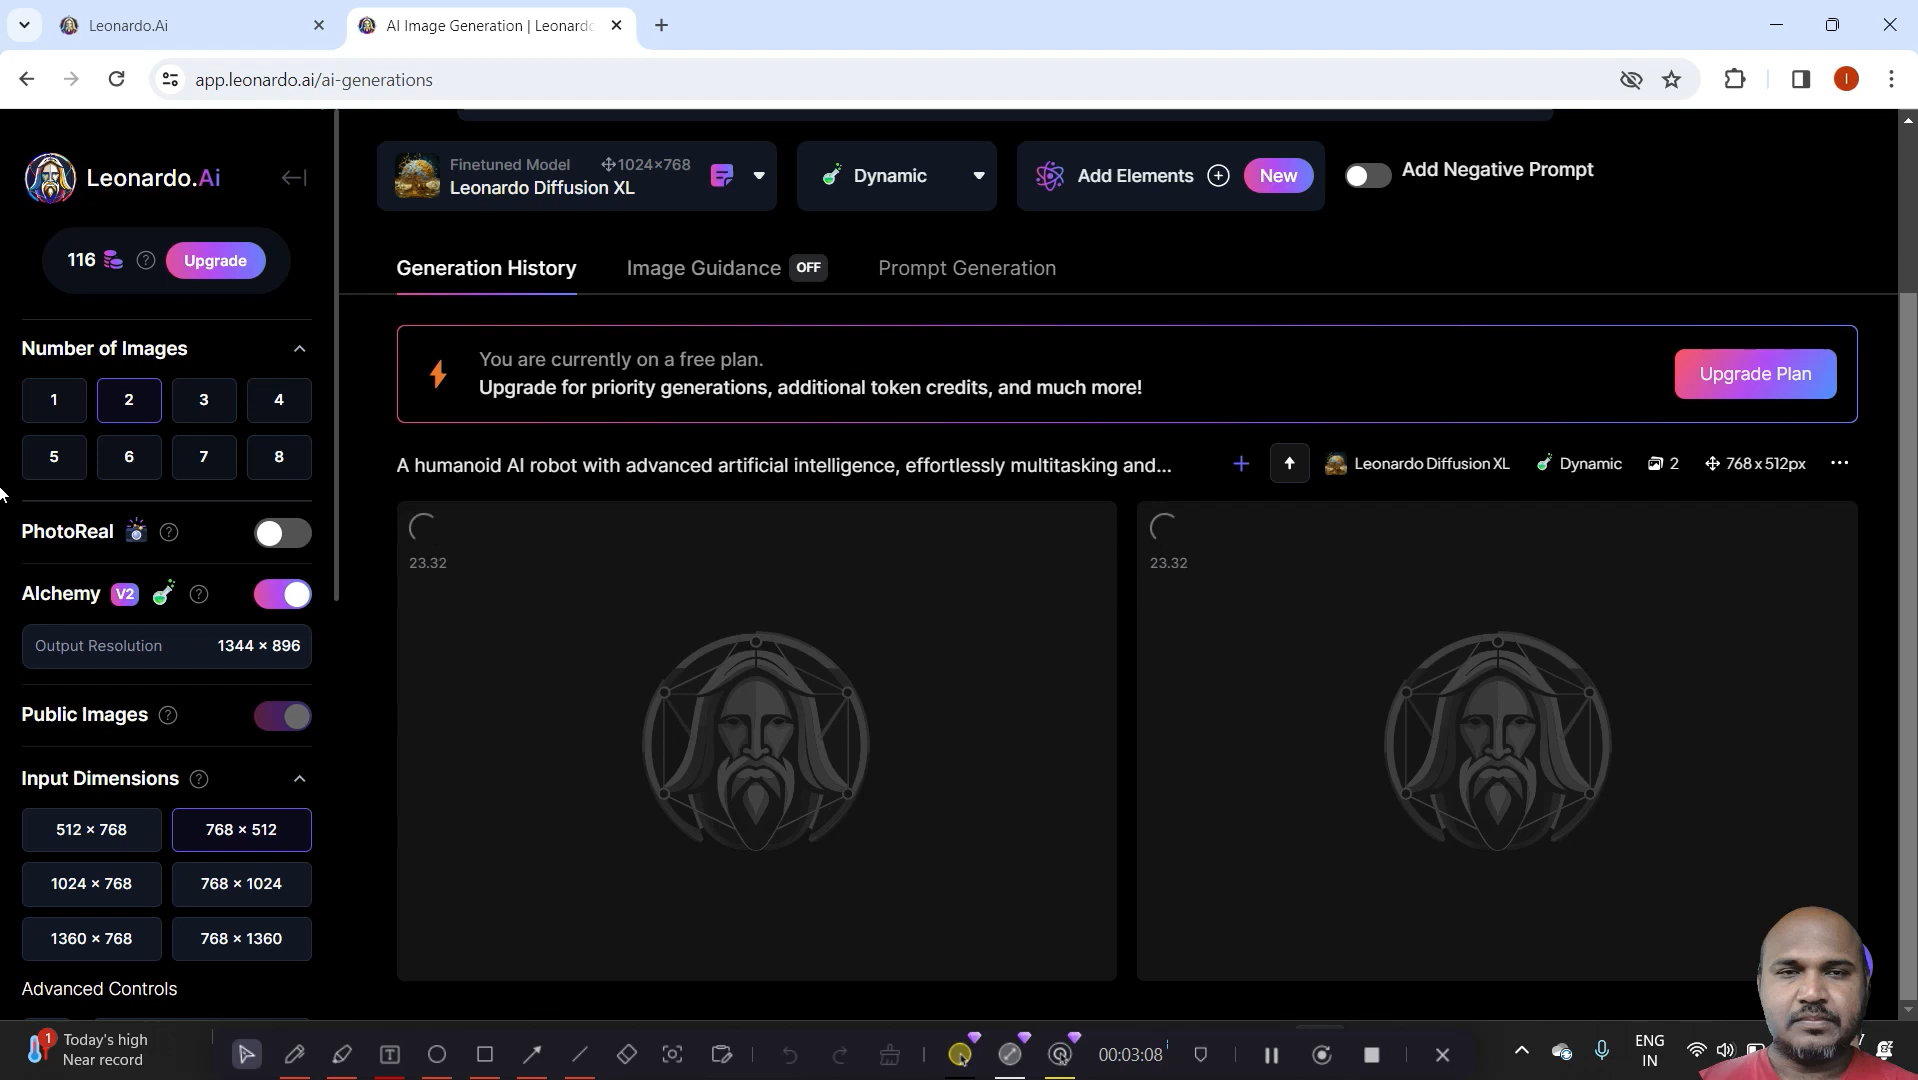 Leonardo.Ai
AI Image Generation | Leonardo
app.leonardo.ai/ai-generations
I
Leonardo.Ai
116 ? Upgrade
Finetuned Model 1024×768
Leonardo Diffusion XL
Dynamic
Add Elements New
Add Negative Prompt
Generation History
Image Guidance OFF
Prompt Generation
Number of Images
1 2 3 4
5 6 7 8
PhotoReal ?
Alchemy V2 ?
Output Resolution 1344 × 896
Public Images ?
Input Dimensions ?
512 × 768 768 × 512
1024 × 768 768 × 1024
1360 × 768 768 × 1360
Advanced Controls
You are currently on a free plan.
Upgrade for priority generations, additional token credits, and much more!
Upgrade Plan
A humanoid AI robot with advanced artificial intelligence, effortlessly multitasking and...
Leonardo Diffusion XL Dynamic 2 768 x 512px
23.32 23.32
1 Today's high
Near record
T
00:03:08
ENG
IN